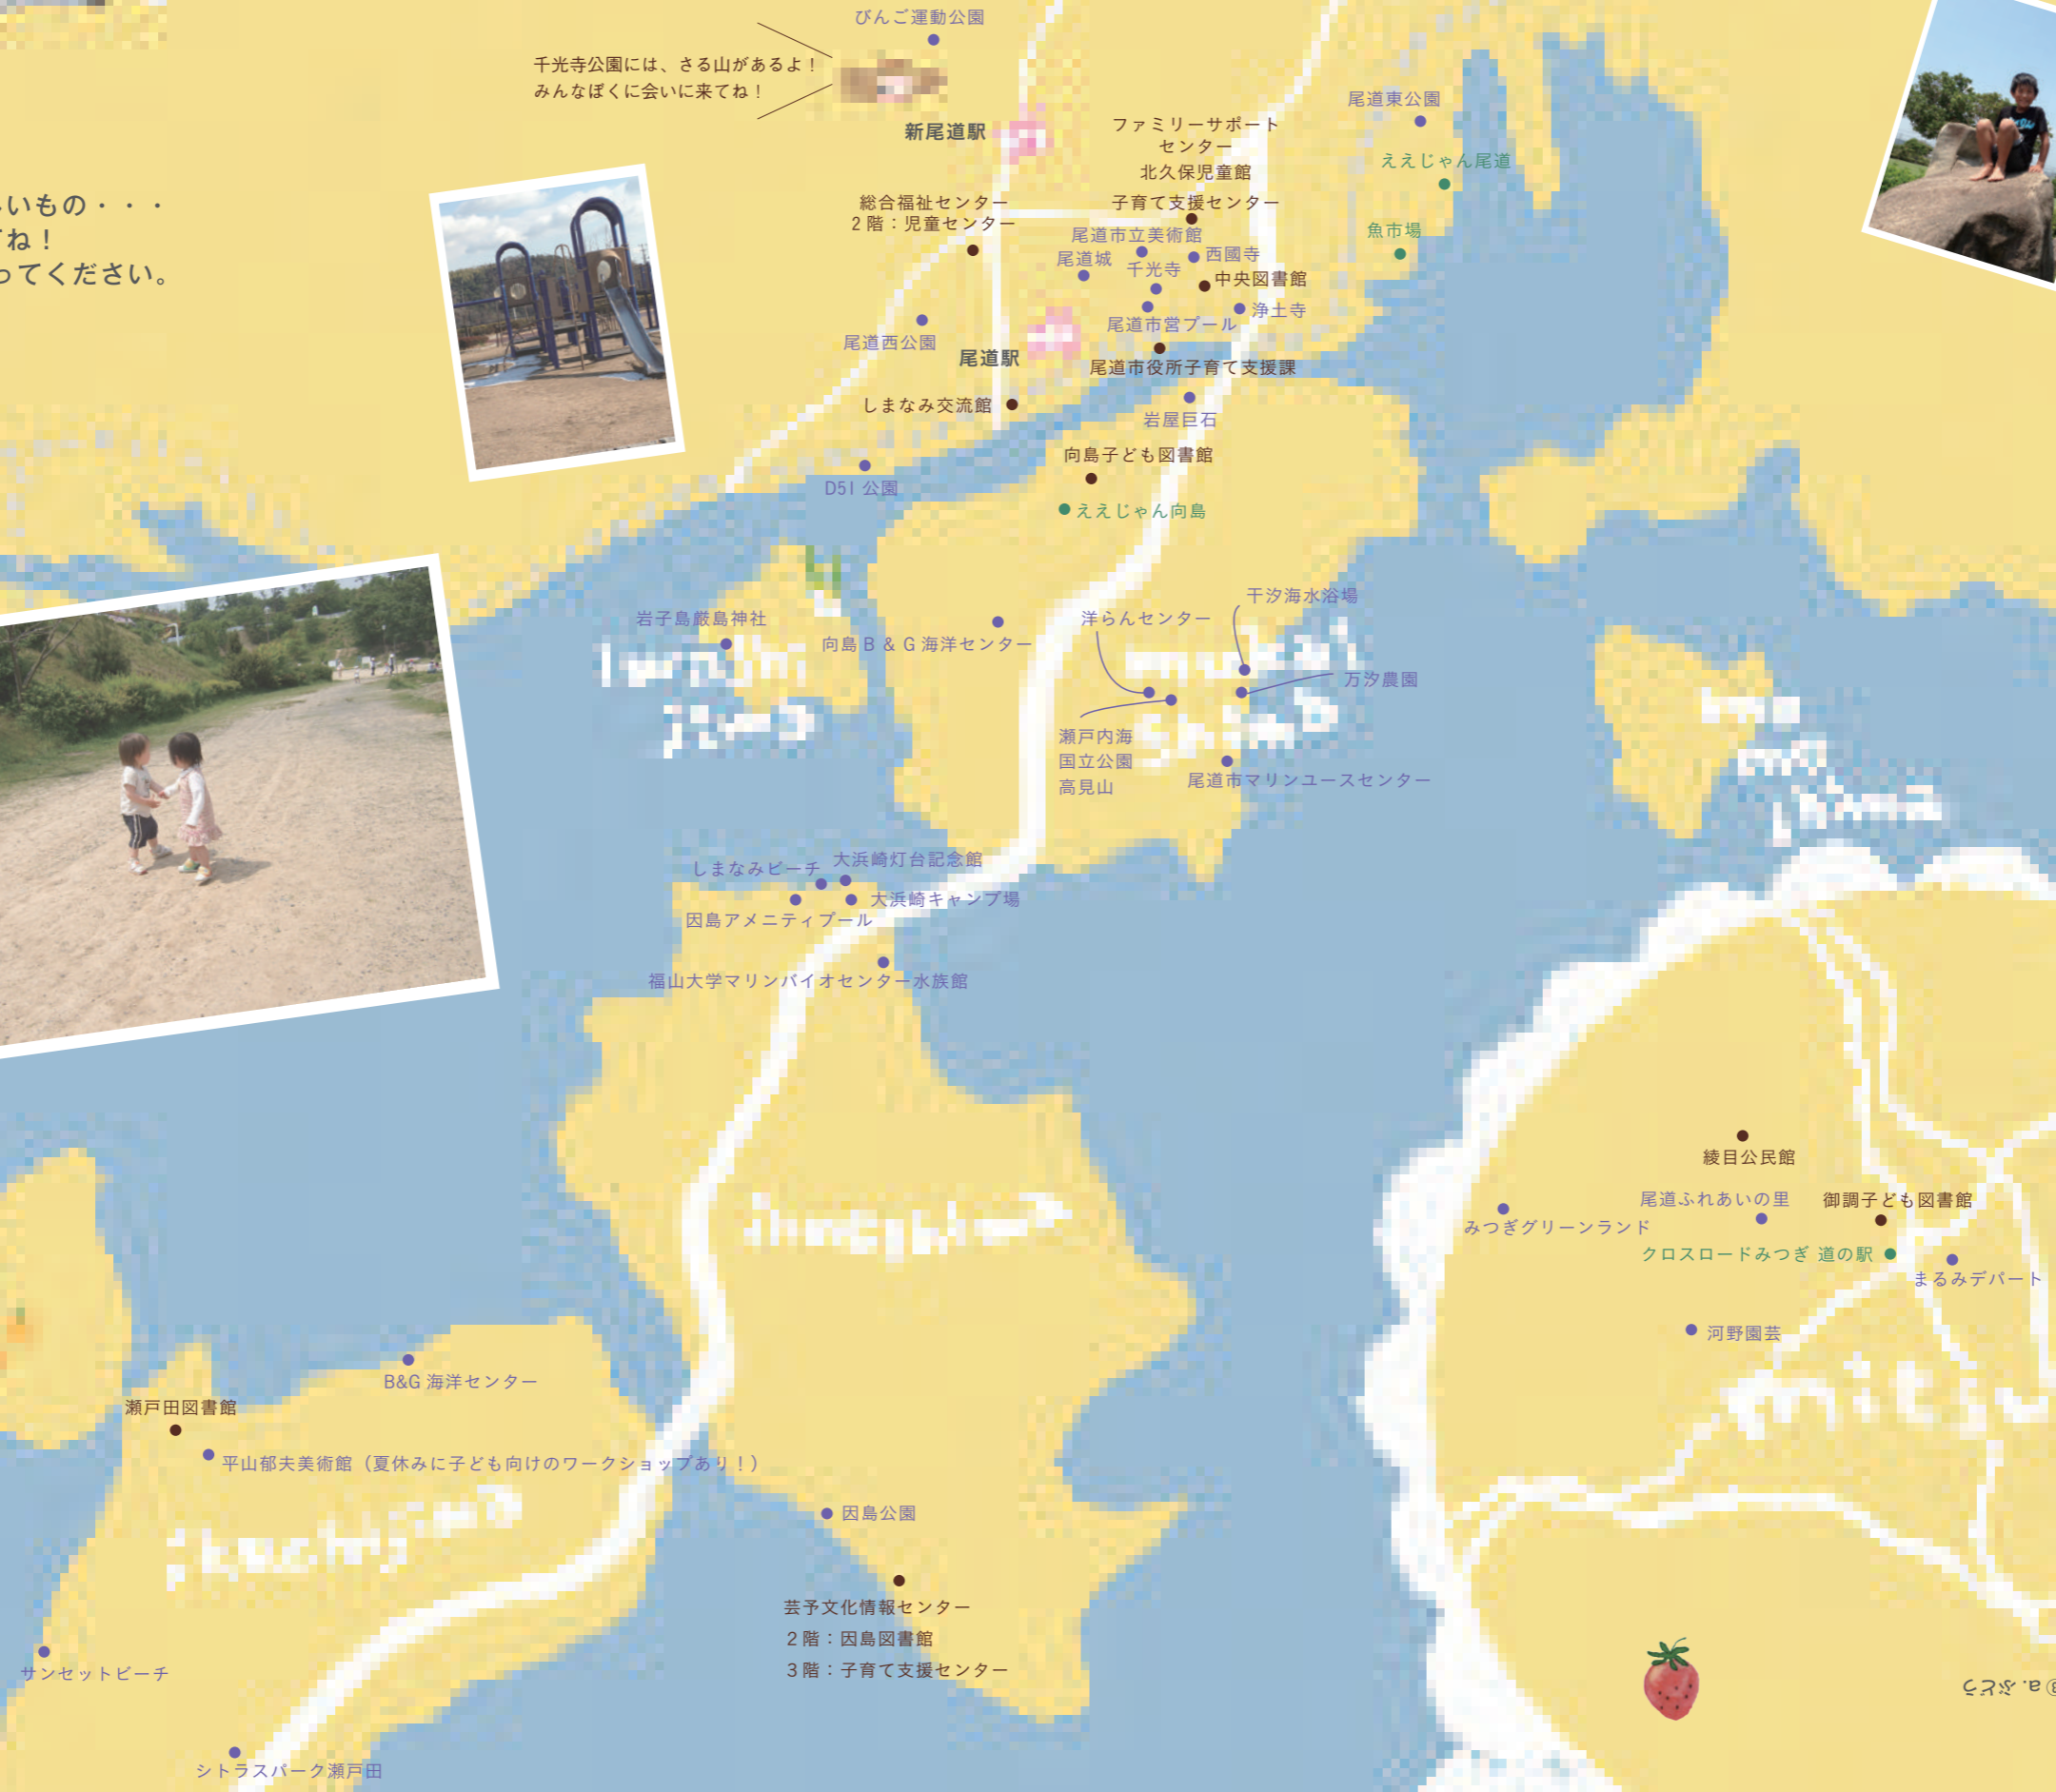 びんご運動公園
千光寺公園には、さる山があるよ！
みんなぼくに会いに来てね！
新尾道駅
尾道東公園
ファミリーサポート
センター
北久保児童館
子育て支援センター
ええじゃん尾道
魚市場
いもの・・・
ね！
ってください。
総合福祉センター
2階：児童センター
尾道市立美術館
尾道城
千光寺
西國寺
中央図書館
浄土寺
尾道市営プール
尾道西公園
尾道駅
尾道市役所子育て支援課
しまなみ交流館
岩屋巨石
向島子ども図書館
D51 公園
ええじゃん向島
岩子島厳島神社
向島 B & G 海洋センター
洋らんセンター
干汐海水浴場
万汐農園
瀬戸内海
国立公園
高見山
尾道市マリンユースセンター
しまなみビーチ
大浜崎灯台記念館
大浜崎キャンプ場
因島アメニティプール
福山大学マリンバイオセンター水族館
綾目公民館
尾道ふれあいの里
御調子ども図書館
みつぎグリーンランド
クロスロードみつぎ 道の駅
まるみデパート
河野園芸
B&G 海洋センター
瀬戸田図書館
平山郁夫美術館（夏休みに子ども向けのワークショップあり！）
因島公園
芸予文化情報センター
2階：因島図書館
3階：子育て支援センター
サンセットビーチ
シトラスパーク瀬戸田
a. ぶどう